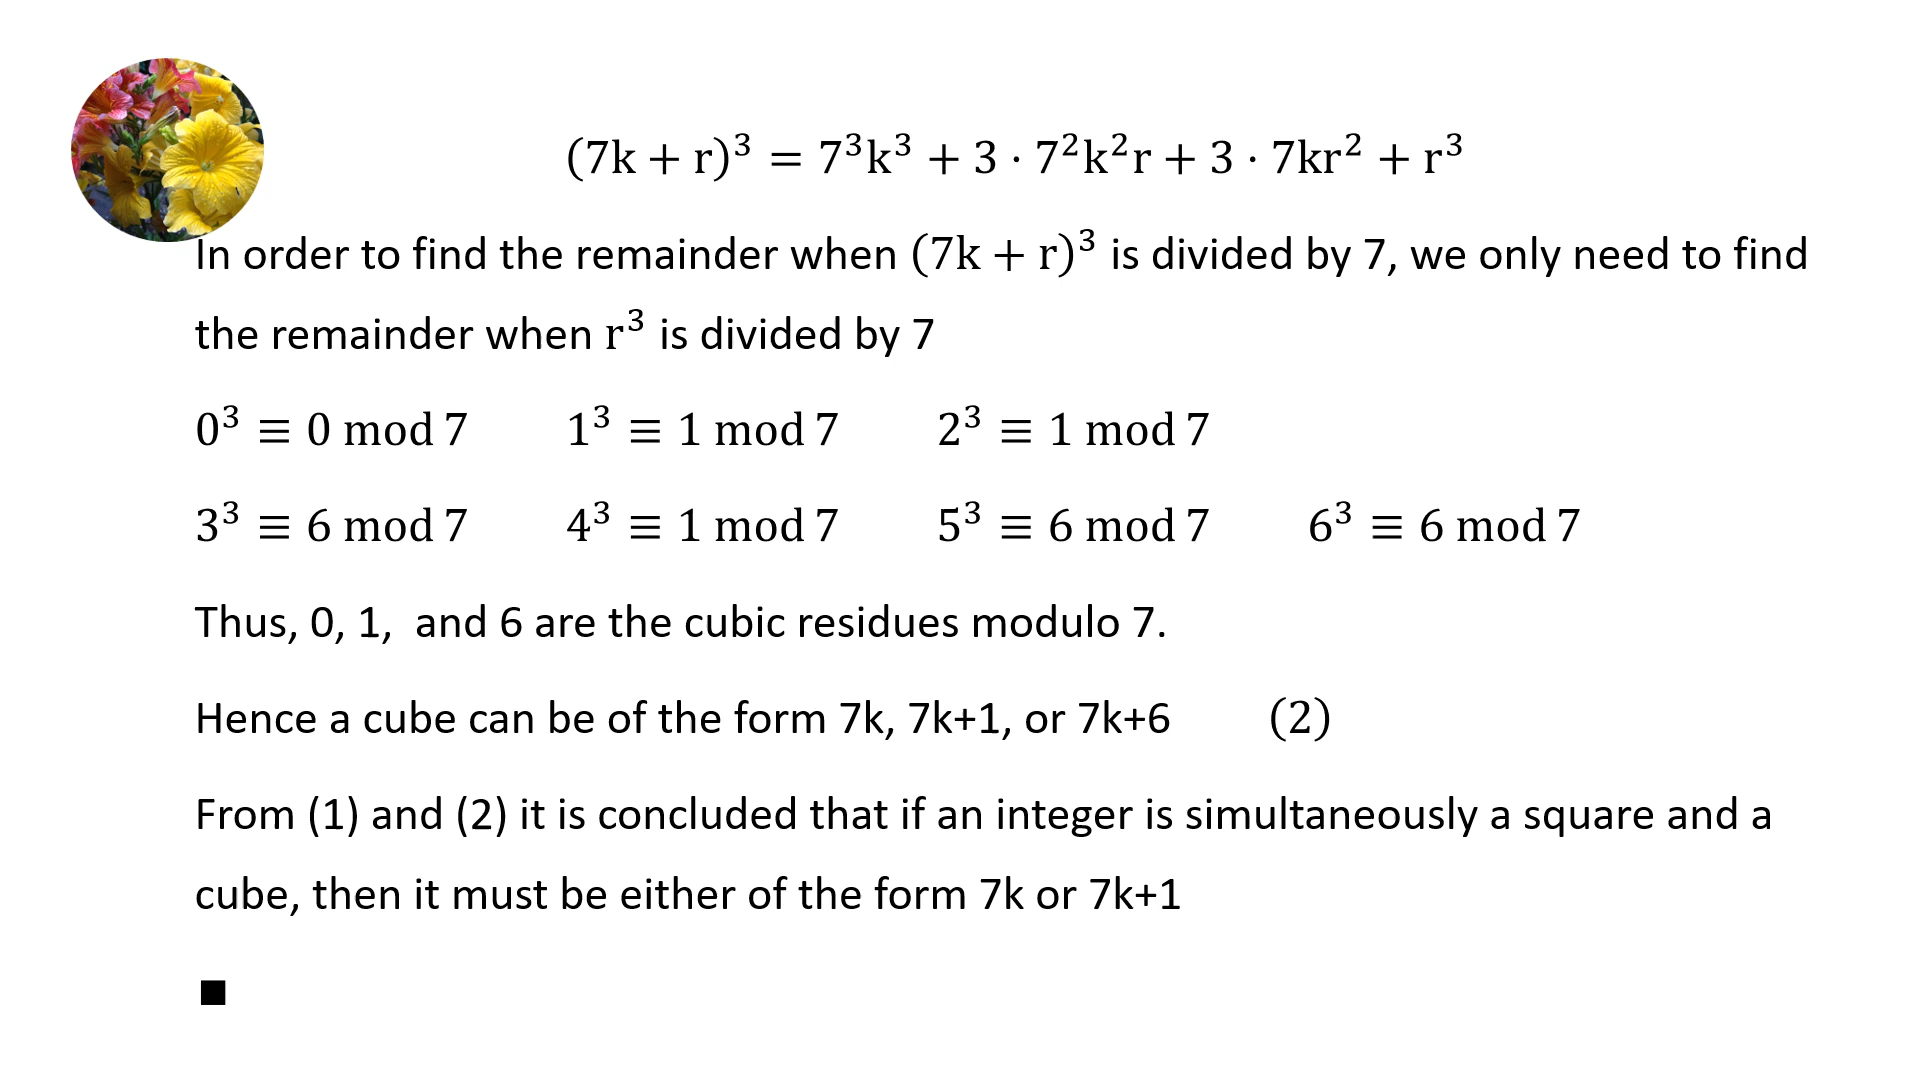 (7k + r)³ = 7³k³ + 3 · 7²k²r + 3 · 7kr² + r³
In order to find the remainder when (7k + r)³ is divided by 7, we only need to find
the remainder when r³ is divided by 7
0³ ≡ 0 mod 7 1³ ≡ 1 mod 7 2³ ≡ 1 mod 7
3³ ≡ 6 mod 7 4³ ≡ 1 mod 7 5³ ≡ 6 mod 7 6³ ≡ 6 mod 7
Thus, 0, 1, and 6 are the cubic residues modulo 7.
Hence a cube can be of the form 7k, 7k+1, or 7k+6 (2)
From (1) and (2) it is concluded that if an integer is simultaneously a square and a
cube, then it must be either of the form 7k or 7k+1
■